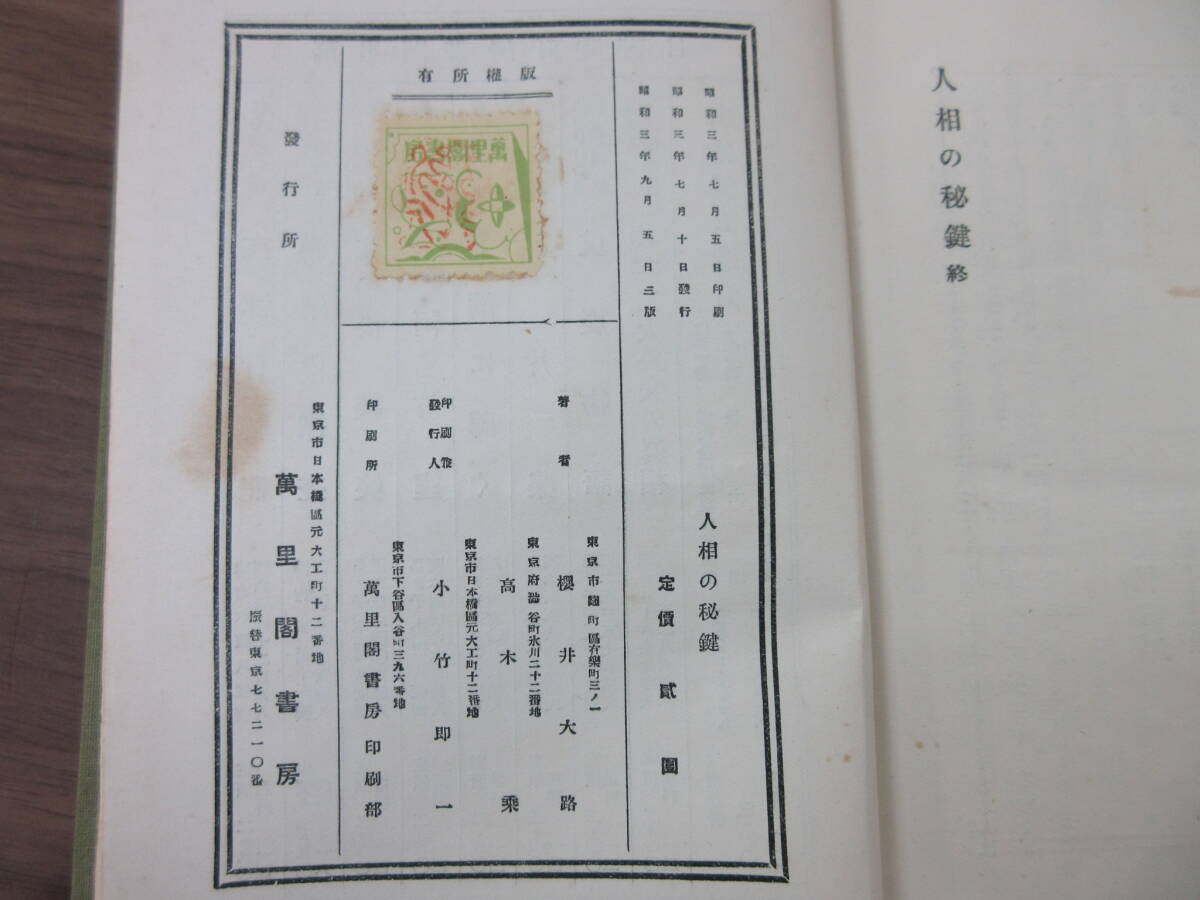 人相の秘鍵 終
昭和三年七月五日印刷
昭和三年七月十日發行
昭和三年九月五日三版
人相の秘鍵
定價貳圓
版權所有
萬里閣書房
著者
東京市麹町區有樂町三ノ一
櫻井大路
東京府澁谷町氷川二十二番地
高木乘
印刷兼發行人
東京市日本橋區元大工町十二番地
小竹即一
印刷所
東京市下谷區入谷町三九六番地
萬里閣書房印刷部
發行所
東京市日本橋區元大工町十二番地
萬里閣書房
振替東京七七二一〇番